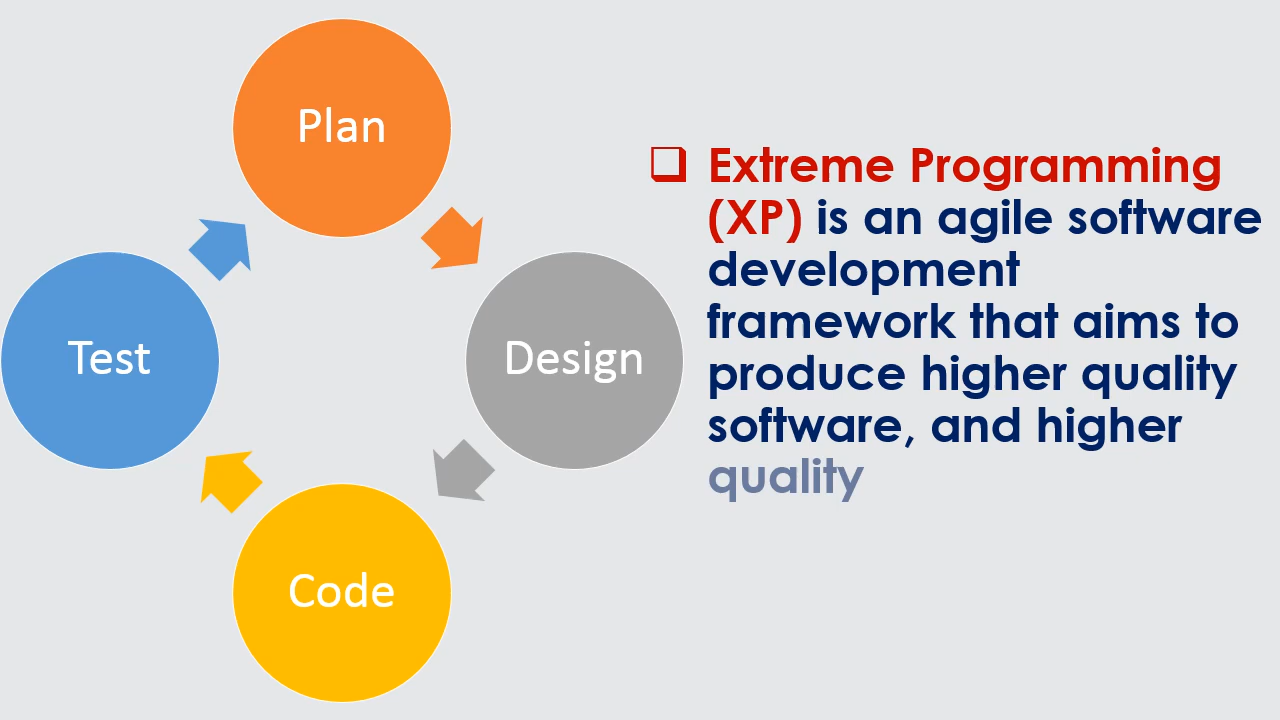 Plan
Test
Design
Code
Extreme Programming
(XP) is an agile software
development
framework that aims to
produce higher quality
software, and higher
quality